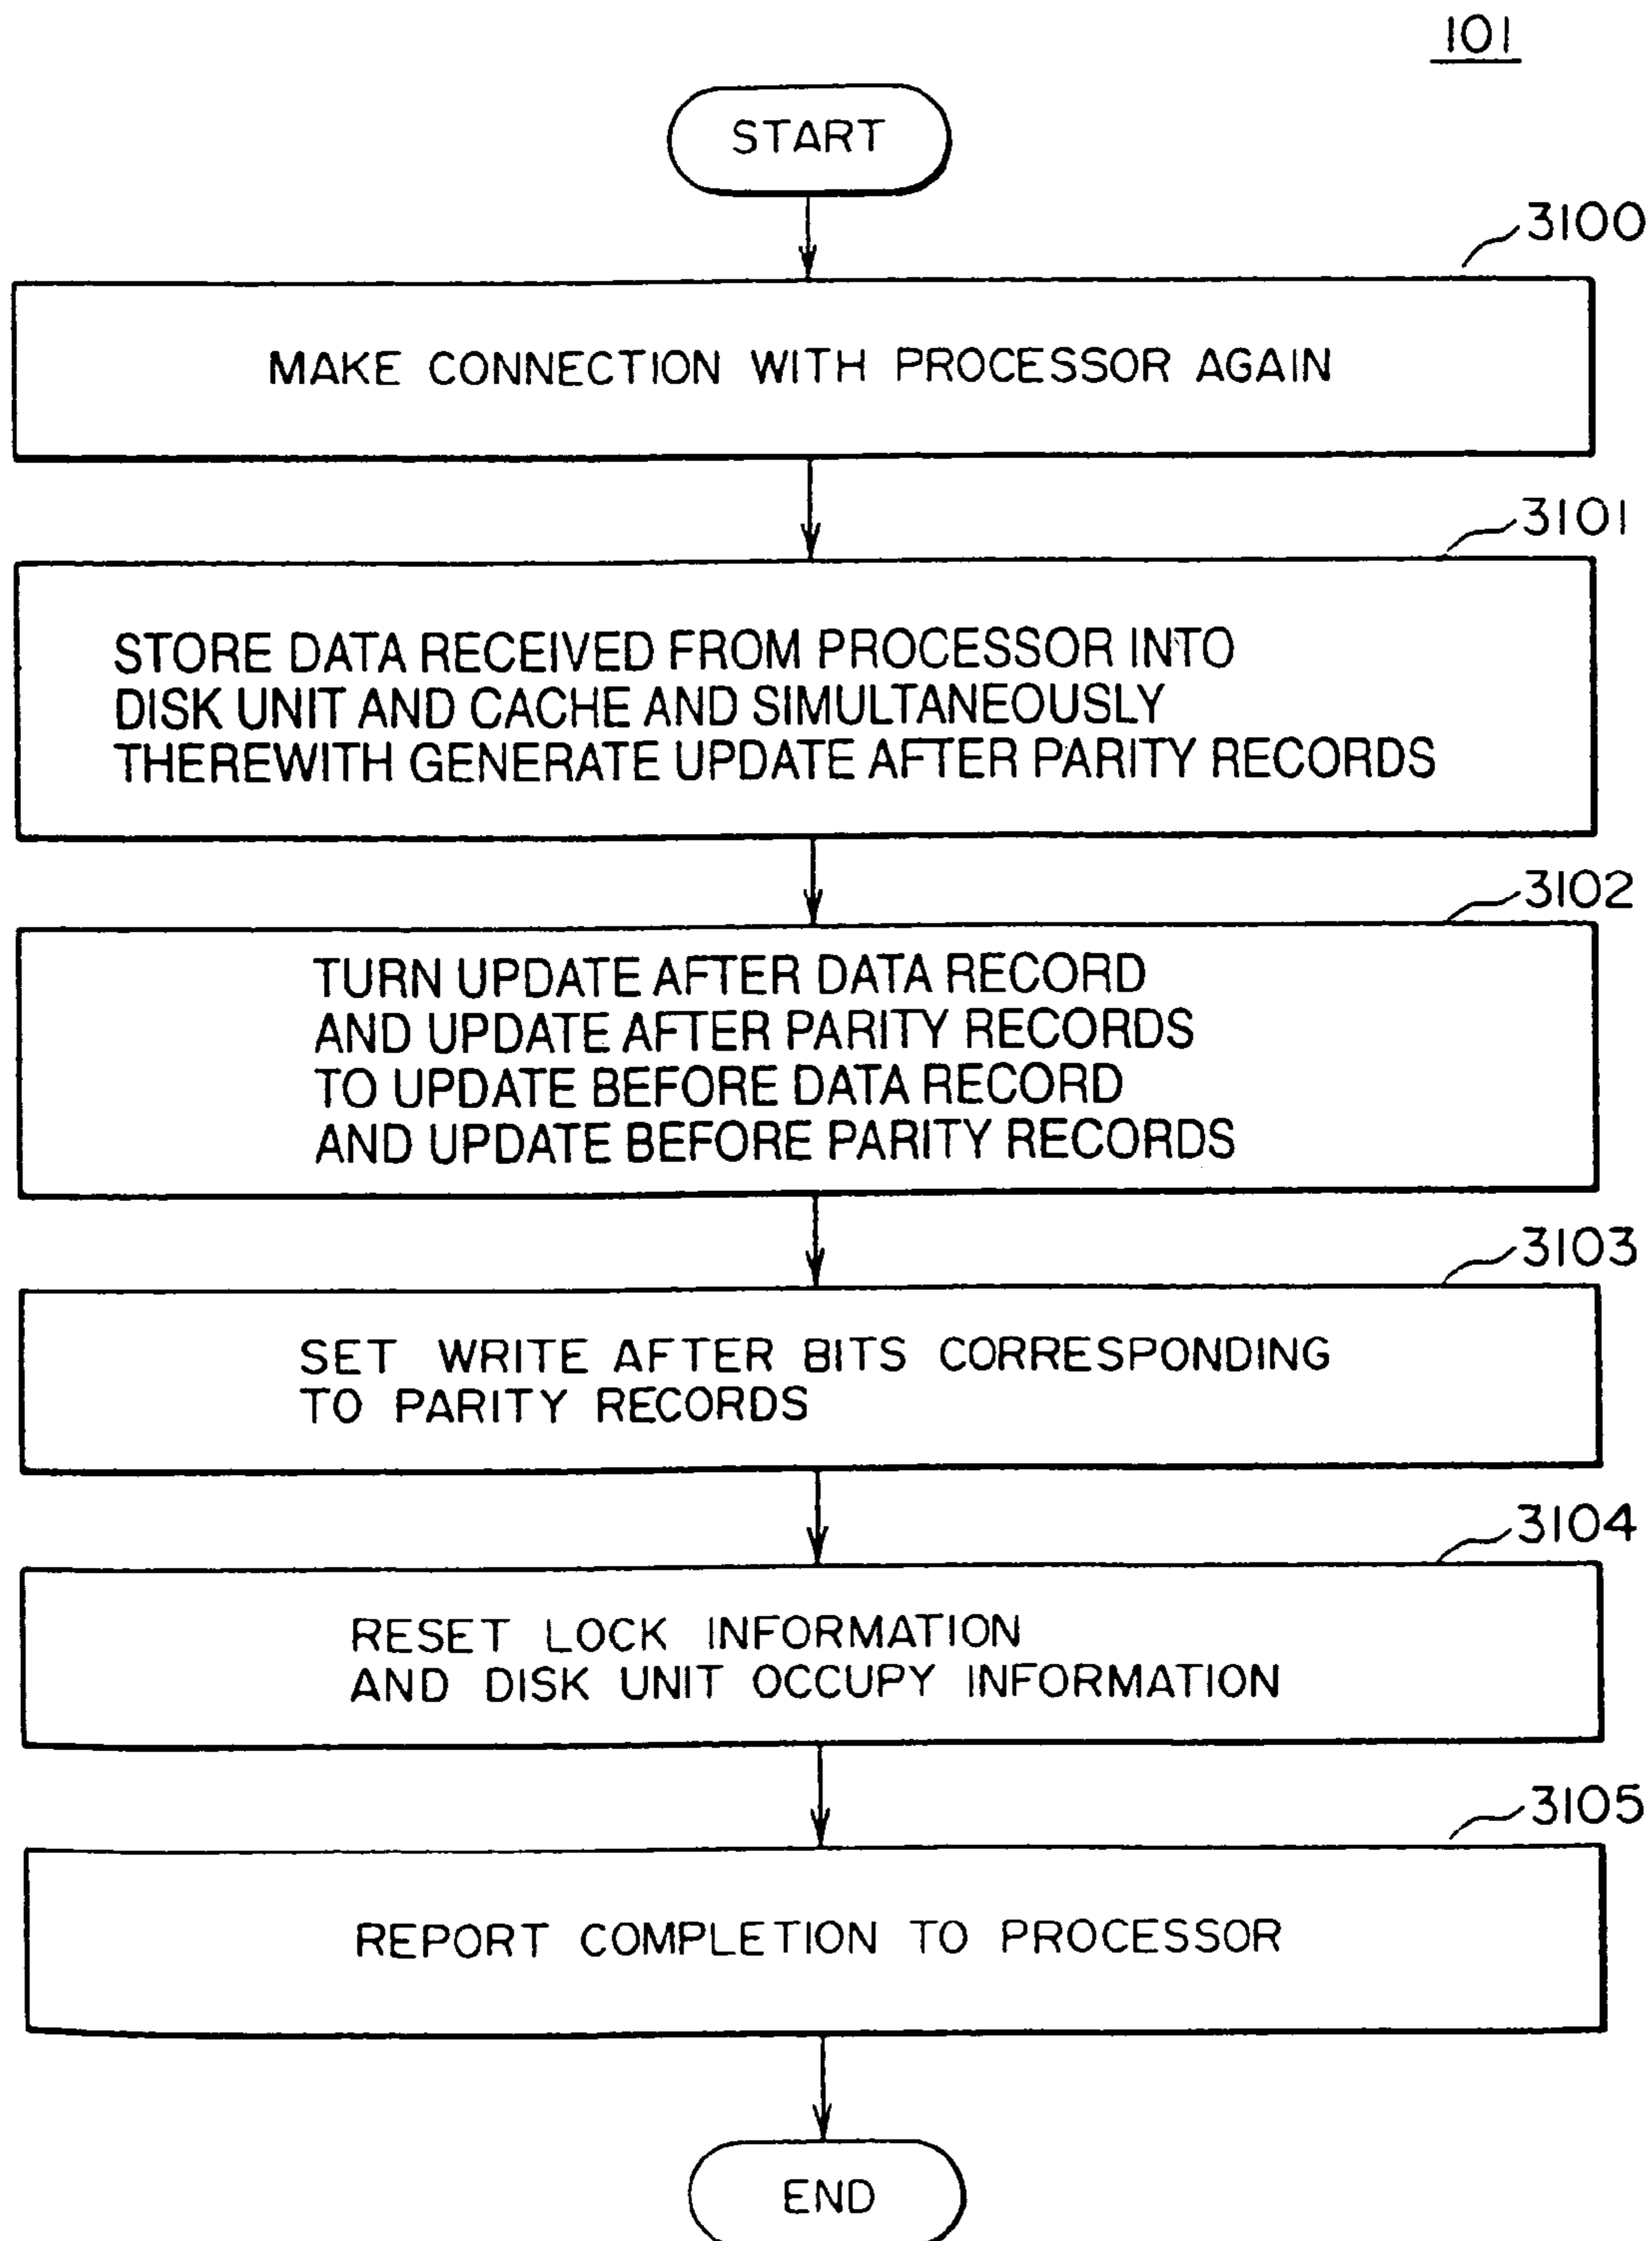 101
START
3100
MAKE CONNECTION WITH PROCESSOR AGAIN
3101
STORE DATA RECEIVED FROM PROCESSOR INTO
DISK UNIT AND CACHE AND SIMULTANEOUSLY
THEREWITH GENERATE UPDATE AFTER PARITY RECORDS
3102
TURN UPDATE AFTER DATA RECORD
AND UPDATE AFTER PARITY RECORDS
TO UPDATE BEFORE DATA RECORD
AND UPDATE BEFORE PARITY RECORDS
3103
SET WRITE AFTER BITS CORRESPONDING
TO PARITY RECORDS
3104
RESET LOCK INFORMATION
AND DISK UNIT OCCUPY INFORMATION
3105
REPORT COMPLETION TO PROCESSOR
END